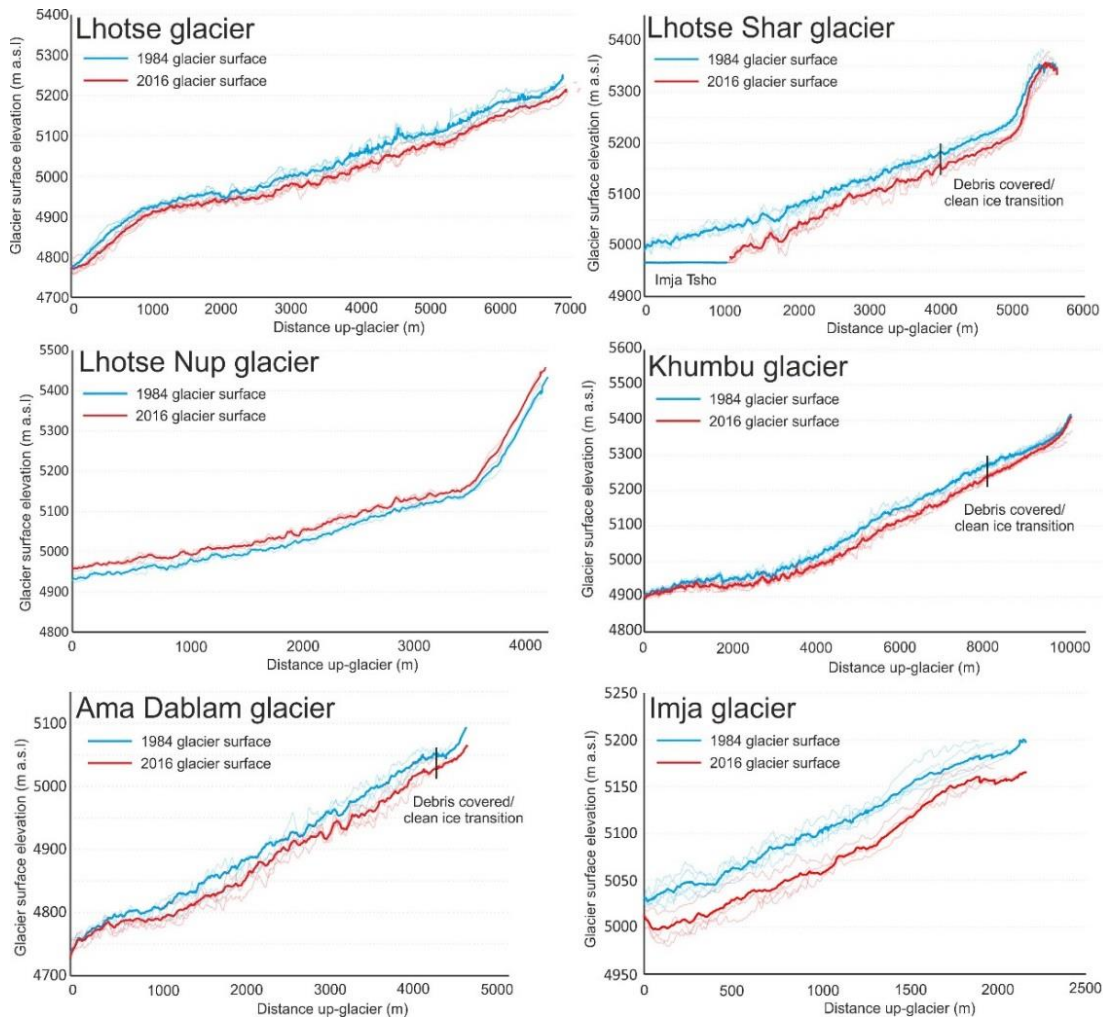 Lhotse glacier
1984 glacier surface
2016 glacier surface
Glacier surface elevation (m a.s.l)
5400
5300
5200
5100
5000
4900
4800
4700
0 1000 2000 3000 4000 5000 6000 7000
Distance up-glacier (m)
Lhotse Shar glacier
1984 glacier surface
2016 glacier surface
Glacier surface elevation (m a.s.l)
5400
5300
5200
5100
5000
4900
Debris covered/
clean ice transition
Imja Tsho
0 1000 2000 3000 4000 5000 6000
Distance up-glacier (m)
Lhotse Nup glacier
1984 glacier surface
2016 glacier surface
Glacier surface elevation (m a.s.l)
5500
5400
5300
5200
5100
5000
4900
4800
0 1000 2000 3000 4000
Distance up-glacier (m)
Khumbu glacier
1984 glacier surface
2016 glacier surface
Glacier surface elevation (m a.s.l)
5600
5500
5400
5300
5200
5100
5000
4900
4800
Debris covered/
clean ice transition
0 2000 4000 6000 8000 10000
Distance up-glacier (m)
Ama Dablam glacier
1984 glacier surface
2016 glacier surface
Glacier surface elevation (m a.s.l)
5100
5000
4900
4800
4700
Debris covered/
clean ice transition
0 1000 2000 3000 4000 5000
Distance up-glacier (m)
Imja glacier
1984 glacier surface
2016 glacier surface
Glacier surface elevation (m a.s.l)
5250
5200
5150
5100
5050
5000
4950
0 500 1000 1500 2000 2500
Distance up-glacier (m)